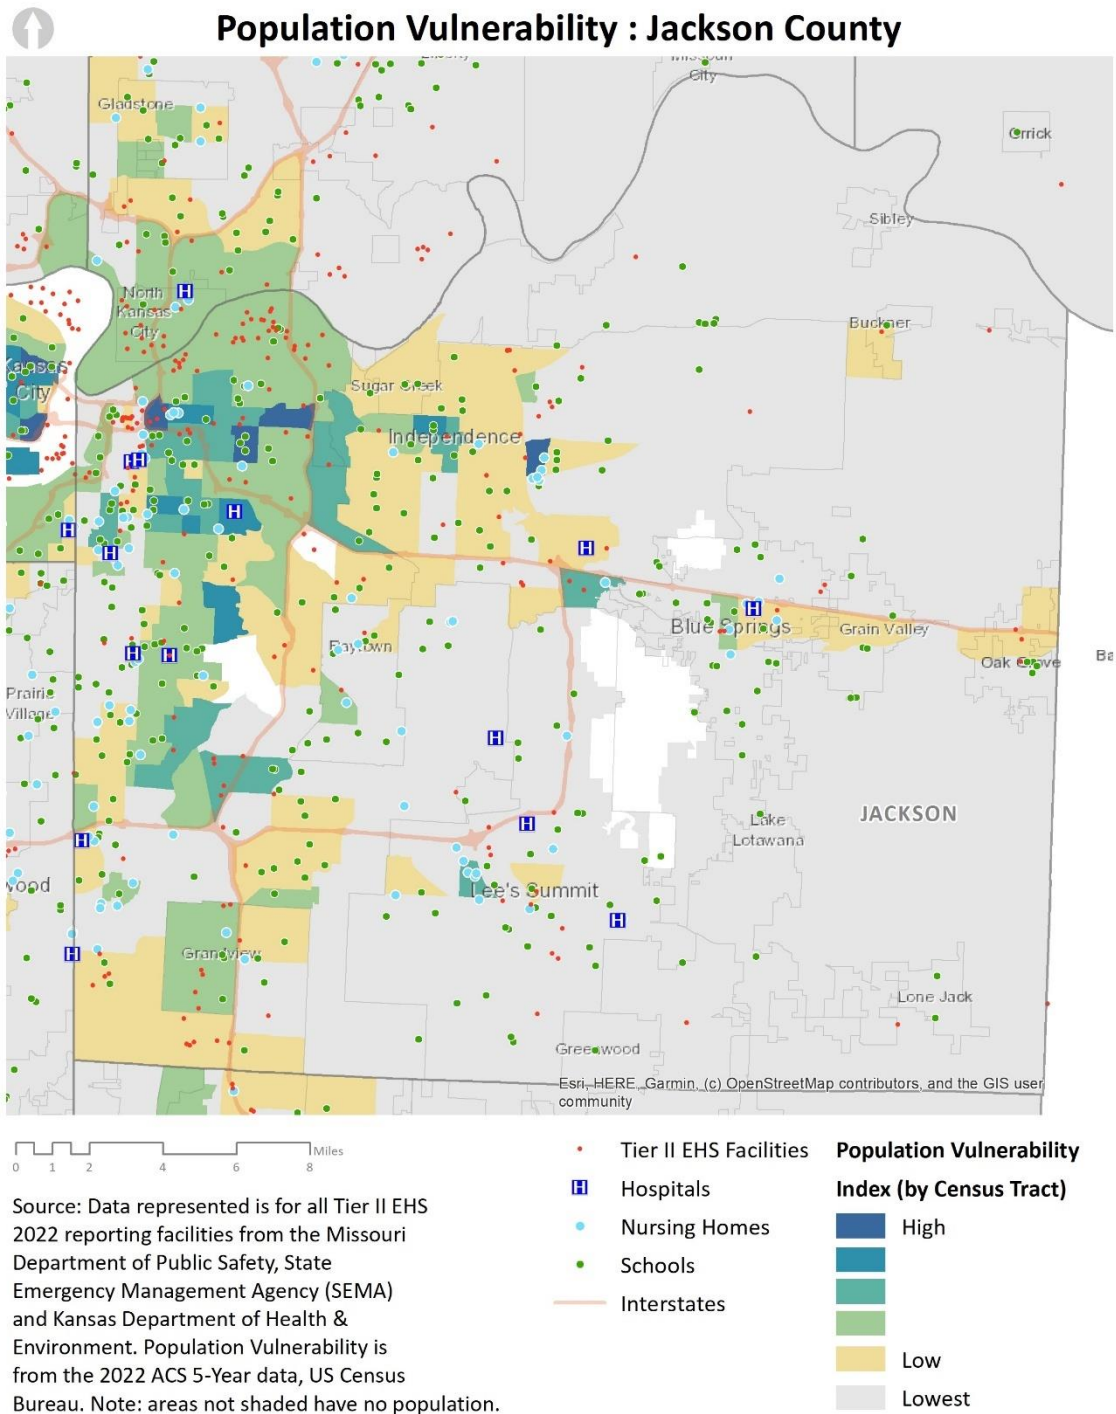 Population Vulnerability : Jackson County
Liberty
Missouri
City
Gladstone
Orrick
Sibley
North
Kansas
City
Buckner
Kansas
City
Sugar Creek
Independence
Blue Springs
Grain Valley
Raytown
Oak Grove
Ba
Prairie
Village
JACKSON
Lake
Lotawana
wood
Lee's Summit
Grandview
Lone Jack
Greenwood
Esri, HERE, Garmin, (c) OpenStreetMap contributors, and the GIS user
community
H H H H H H H H H H H H H H H
Miles
0 1 2 4 6 8
Source: Data represented is for all Tier II EHS
2022 reporting facilities from the Missouri
Department of Public Safety, State
Emergency Management Agency (SEMA)
and Kansas Department of Health &
Environment. Population Vulnerability is
from the 2022 ACS 5-Year data, US Census
Bureau. Note: areas not shaded have no population.
Tier II EHS Facilities
H Hospitals
Nursing Homes
Schools
Interstates
Population Vulnerability
Index (by Census Tract)
High
Low
Lowest